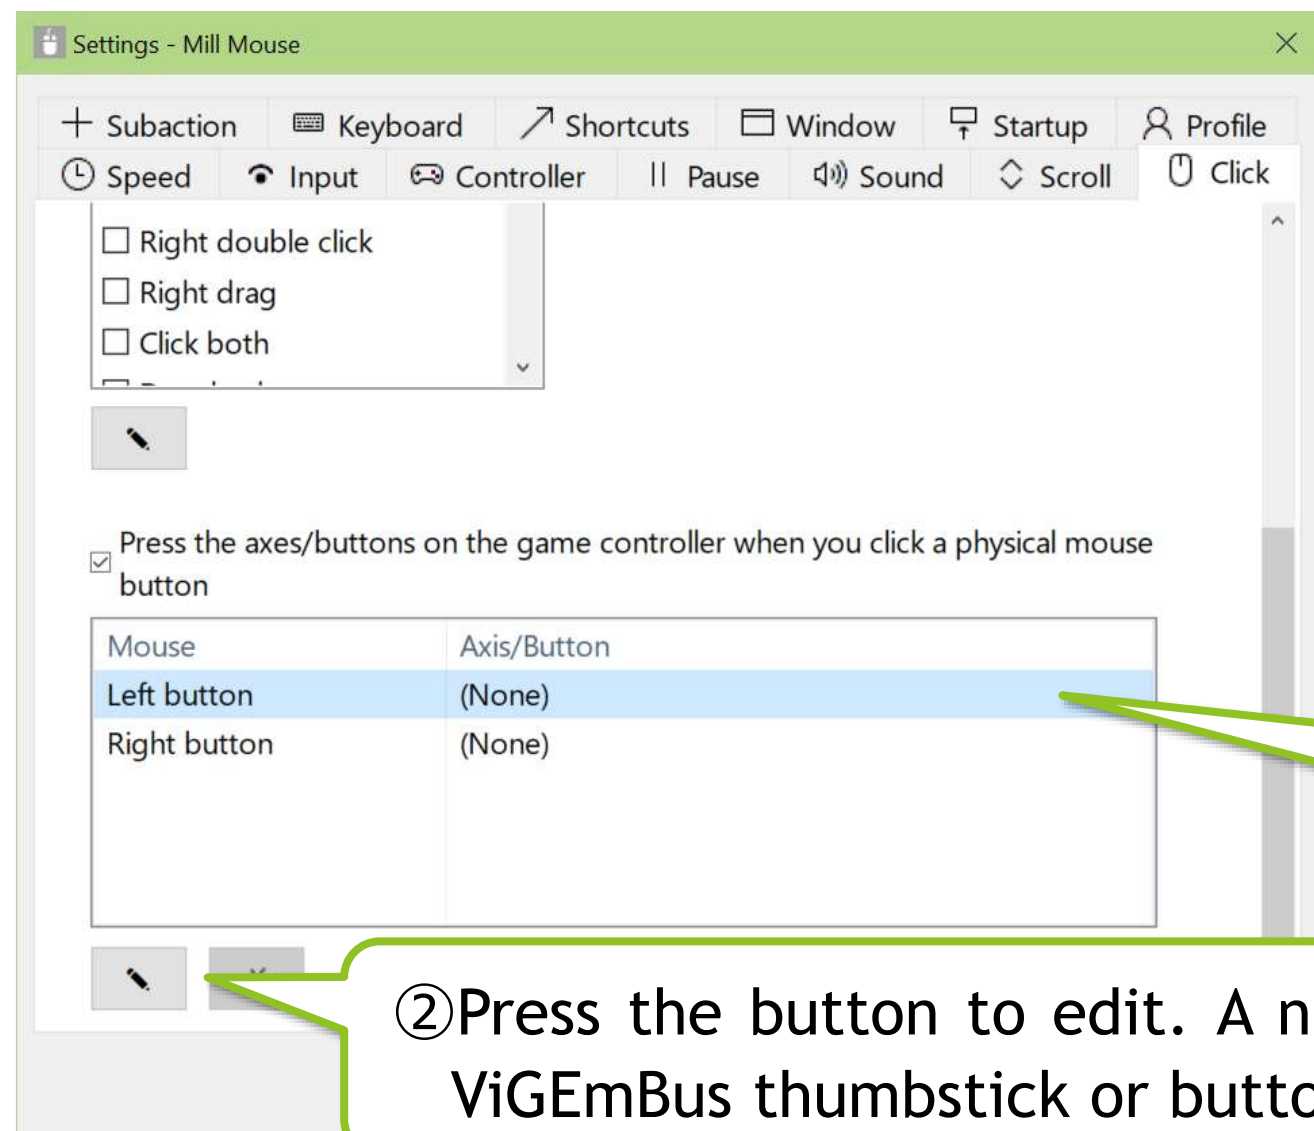 Settings - Mill Mouse
Subaction Keyboard Shortcuts Window Startup Profile
Speed Input Controller Pause Sound Scroll Click
Right double click
Right drag
Click both
Press the axes/buttons on the game controller when you click a physical mouse
button
Mouse Axis/Button
Left button (None)
Right button (None)
②Press the button to edit. A n
ViGEmBus thumbstick or butto